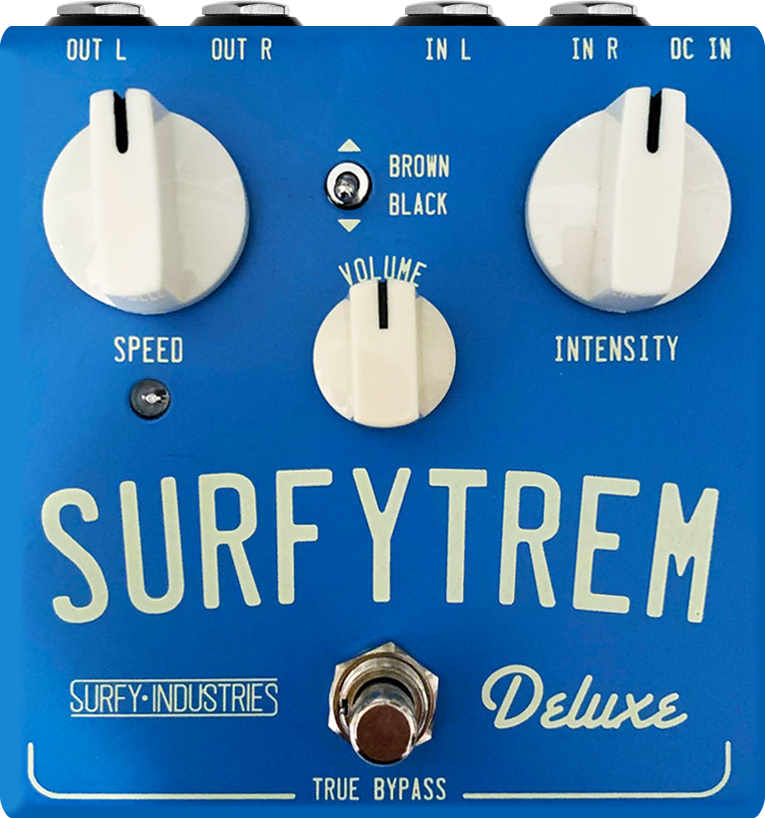 OUT L OUT R IN L IN R DC IN
BROWN
BLACK
VOLUME
SPEED INTENSITY
SURFYTREM
SURFY·INDUSTRIES Deluxe
TRUE BYPASS